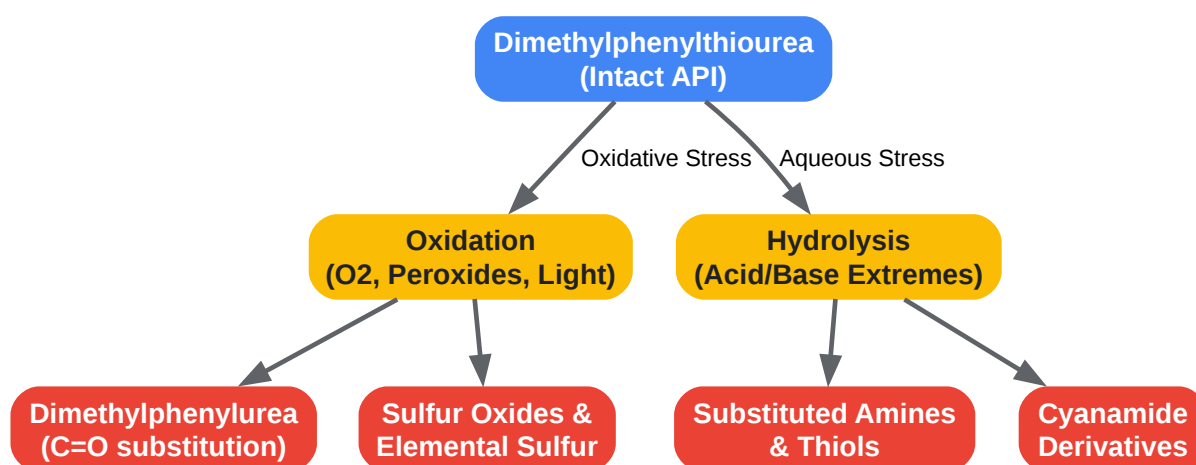 Dimethylphenylthiourea
(Intact API)
Oxidative Stress
Aqueous Stress
Oxidation
(O2, Peroxides, Light)
Hydrolysis
(Acid/Base Extremes)
Dimethylphenylurea
(C=O substitution)
Sulfur Oxides &
Elemental Sulfur
Substituted Amines
& Thiols
Cyanamide
Derivatives